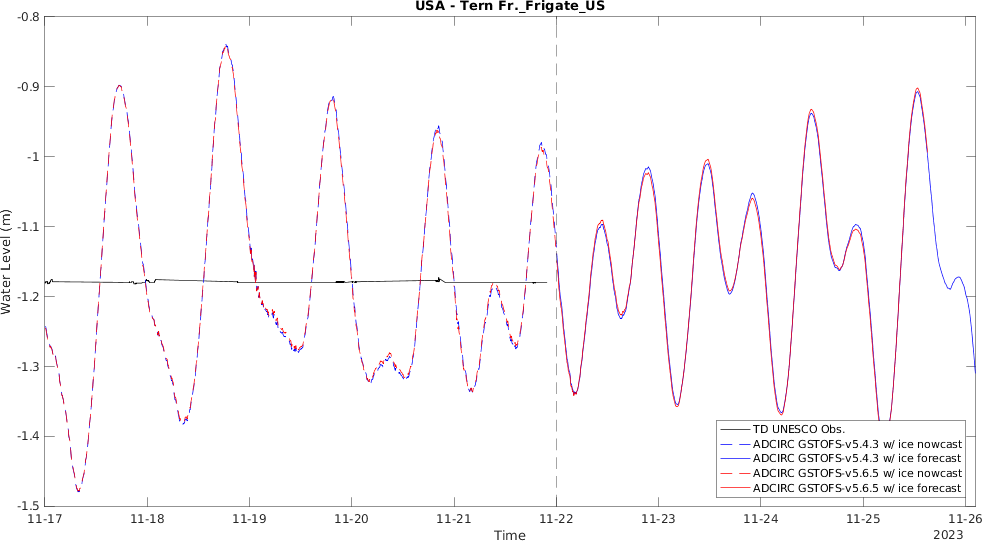 USA - Tern Fr._Frigate_US
-0.8
-0.9
-1
-1.1
-1.2
-1.3
-1.4
-1.5
Water Level (m)
11-17 11-18 11-19 11-20 11-21 11-22 11-23 11-24 11-25 11-26
2023
Time
TD UNESCO Obs.
ADCIRC GSTOFS-v5.4.3 w/ ice nowcast
ADCIRC GSTOFS-v5.4.3 w/ ice forecast
ADCIRC GSTOFS-v5.6.5 w/ ice nowcast
ADCIRC GSTOFS-v5.6.5 w/ ice forecast